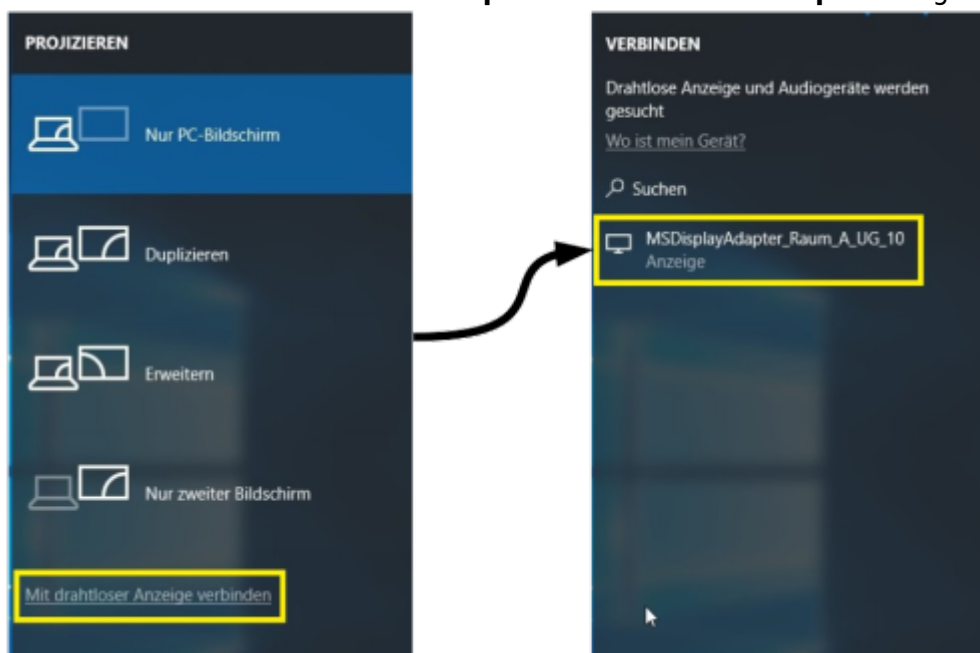 PROJIZIEREN
Nur PC-Bildschirm
Duplizieren
Erweitern
Nur zweiter Bildschirm
Mit drahtloser Anzeige verbinden
VERBINDEN
Drahtlose Anzeige und Audiogeräte werden
gesucht
Wo ist mein Gerät?
Suchen
MSDisplayAdapter_Raum_A_UG_10
Anzeige